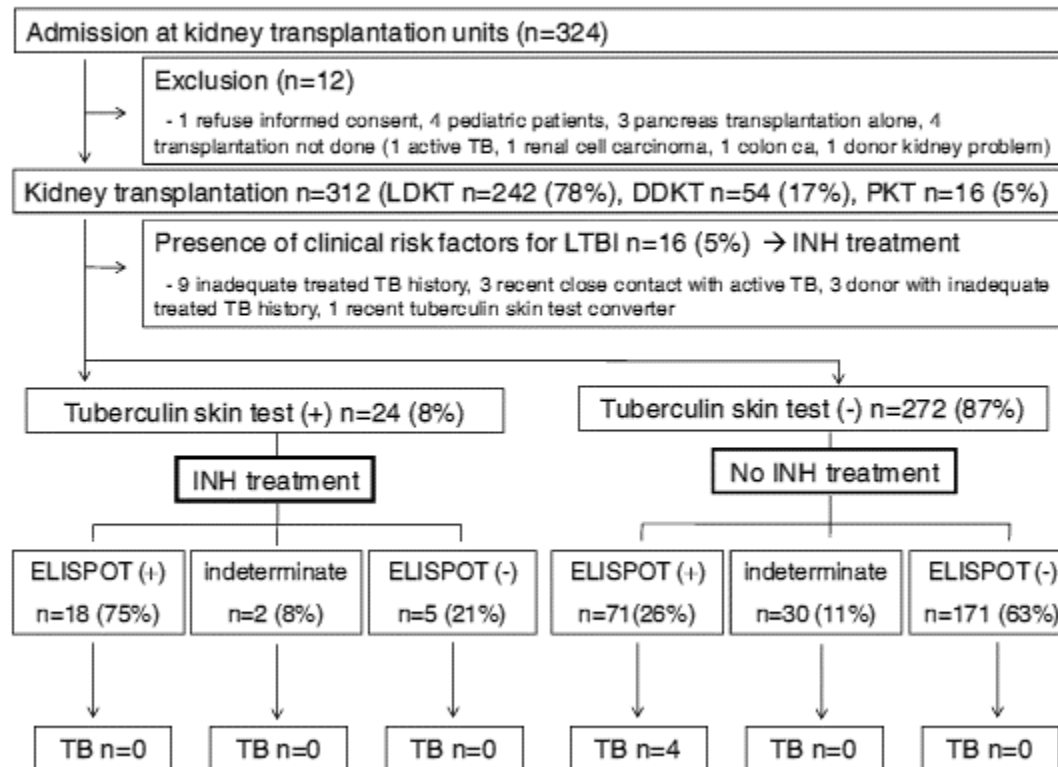 Admission at kidney transplantation units (n=324)
Exclusion (n=12)
- 1 refuse informed consent, 4 pediatric patients, 3 pancreas transplantation alone, 4
transplantation not done (1 active TB, 1 renal cell carcinoma, 1 colon ca, 1 donor kidney problem)
Kidney transplantation n=312 (LDKT n=242 (78%), DDKT n=54 (17%), PKT n=16 (5%)
Presence of clinical risk factors for LTBI n=16 (5%) → INH treatment
- 9 inadequate treated TB history, 3 recent close contact with active TB, 3 donor with inadequate
treated TB history, 1 recent tuberculin skin test converter
Tuberculin skin test (+) n=24 (8%)
Tuberculin skin test (-) n=272 (87%)
INH treatment
No INH treatment
ELISPOT (+)
n=18 (75%)
indeterminate
n=2 (8%)
ELISPOT (-)
n=5 (21%)
ELISPOT (+)
n=71(26%)
indeterminate
n=30 (11%)
ELISPOT (-)
n=171 (63%)
TB n=0
TB n=0
TB n=0
TB n=4
TB n=0
TB n=0